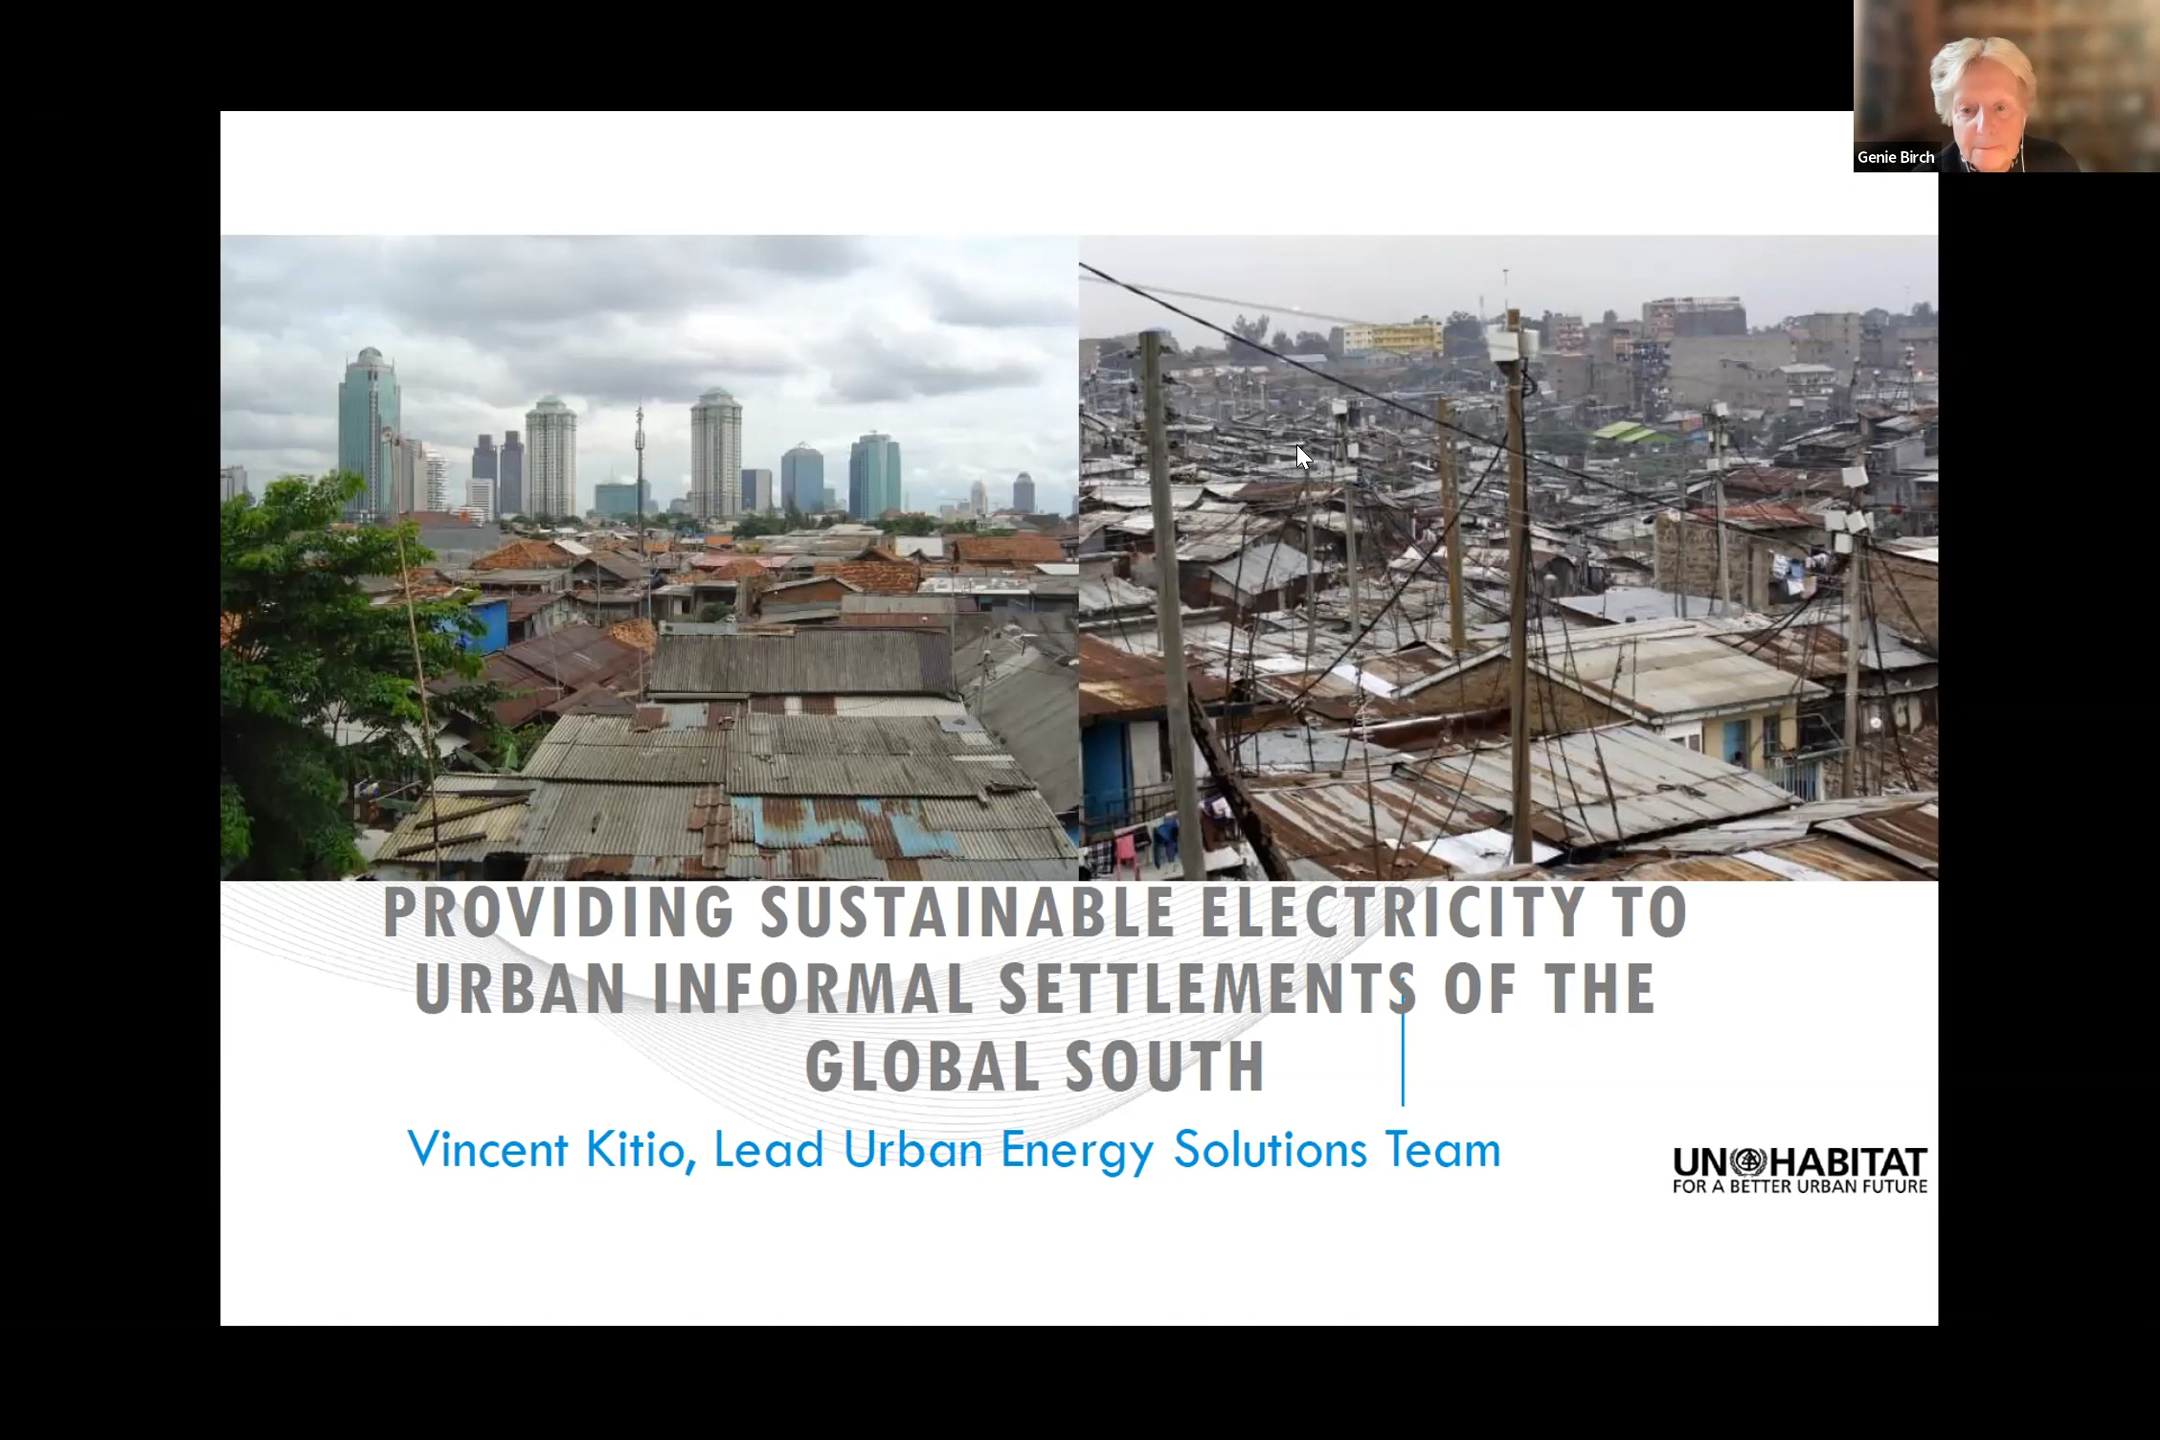 Genie Birch
PROVIDING SUSTAINABLE ELECTRICITY TO
URBAN INFORMAL SETTLEMENTS OF THE
GLOBAL SOUTH
Vincent Kitio, Lead Urban Energy Solutions Team
UN HABITAT
FOR A BETTER URBAN FUTURE